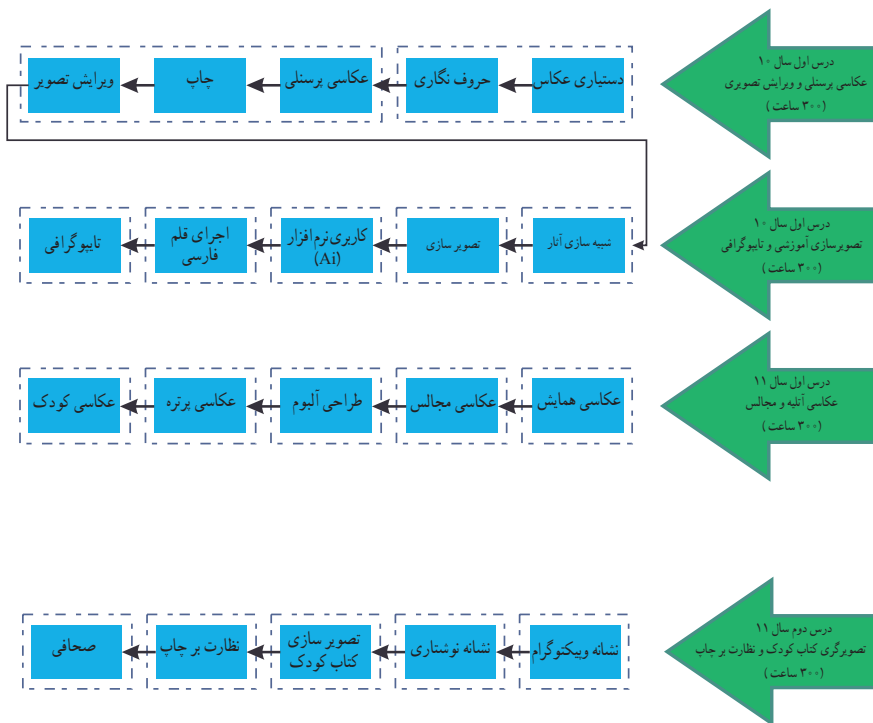 درس اول سال ۱۰
عکاسی پرسنلی و ویرایش تصویری
(۳۰۰ ساعت)
دستیاری عکاس
حروف نگاری
عکاسی پرسنلی
چاپ
ویرایش تصویر
درس اول سال ۱۰
تصویرسازی آموزشی و تایپوگرافی
(۳۰۰ ساعت)
شبیه سازی آثار
تصویر سازی
کاربری نرم افزار
(Ai)
اجرای قلم
فارسی
تایپوگرافی
درس اول سال ۱۱
عکاسی آتلیه و مجالس
(۳۰۰ ساعت)
عکاسی همایش
عکاسی مجالس
طراحی آلبوم
عکاسی پرتره
عکاسی کودک
درس دوم سال ۱۱
تصویرگری کتاب کودک و نظارت بر چاپ
(۳۰۰ ساعت)
نشانه وپیکتوگرام
نشانه نوشتاری
تصویر سازی
کتاب کودک
نظارت بر چاپ
صحافی